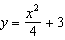 y = x²/4 + 3